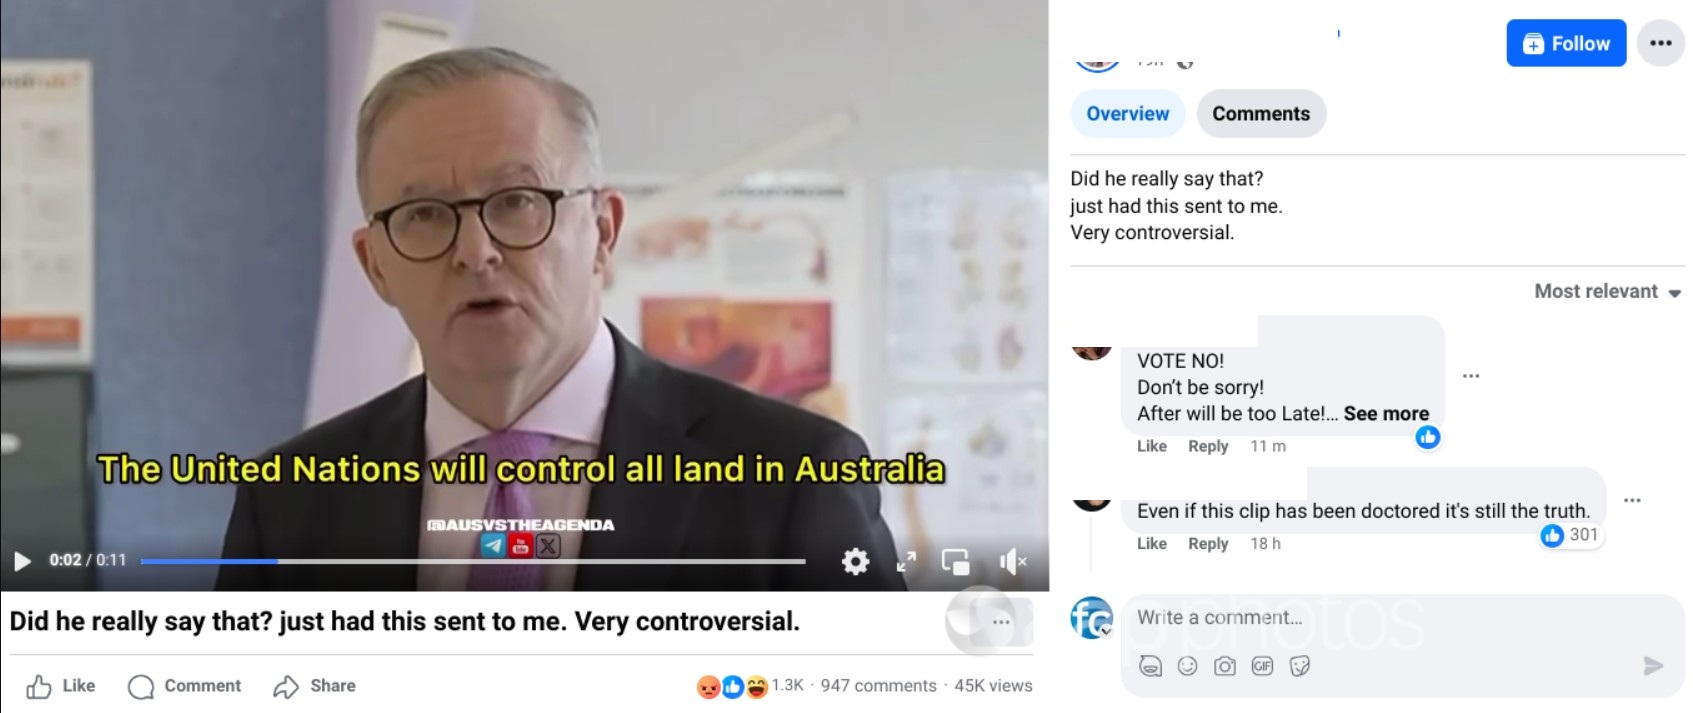 The United Nations will control all land in Australia
@AUSVSTHEAGENDA
0:02 / 0:11
Did he really say that? just had this sent to me. Very controversial.
Like Comment Share
1.3K · 947 comments · 45K views
Follow
Overview Comments
Did he really say that?
just had this sent to me.
Very controversial.
Most relevant
VOTE NO!
Don't be sorry!
After will be too Late!... See more
Like Reply 11 m
Even if this clip has been doctored it's still the truth.
301
Like Reply 18 h
Write a comment...
GIF
photos